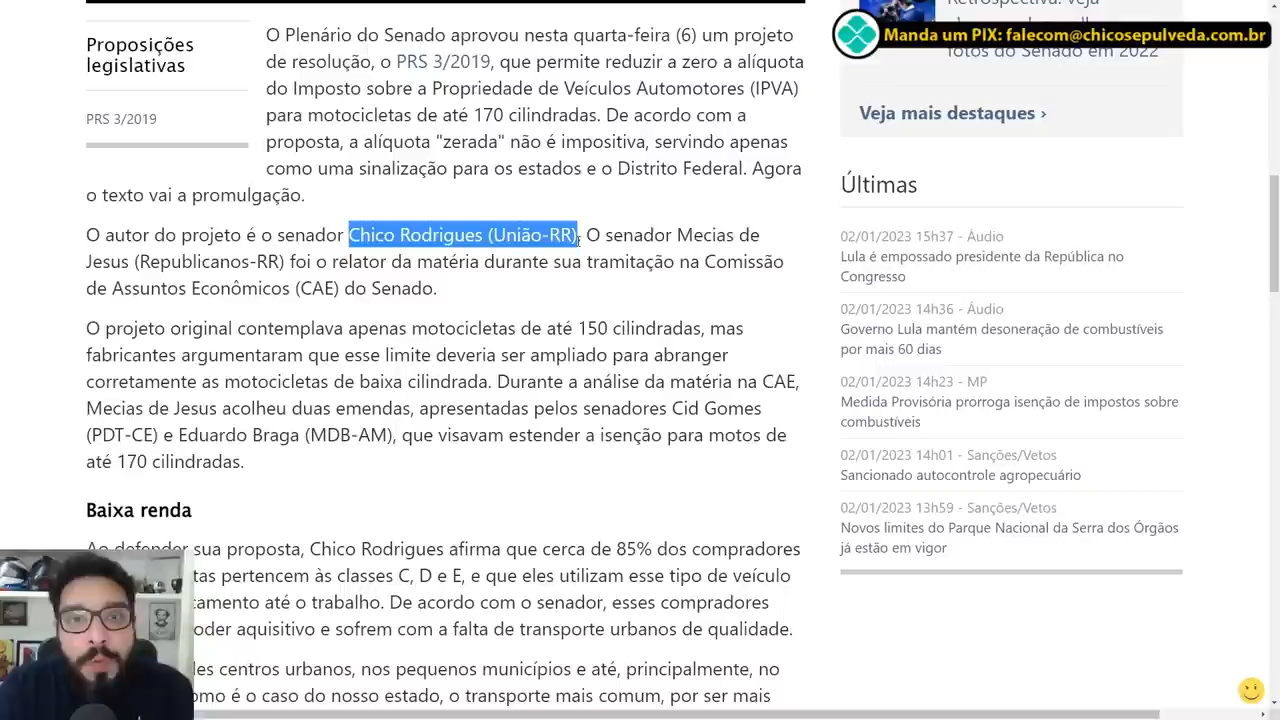 Proposições
legislativas
PRS 3/2019
O Plenário do Senado aprovou nesta quarta-feira (6) um projeto
de resolução, o PRS 3/2019, que permite reduzir a zero a alíquota
do Imposto sobre a Propriedade de Veículos Automotores (IPVA)
para motocicletas de até 170 cilindradas. De acordo com a
proposta, a alíquota "zerada" não é impositiva, servindo apenas
como uma sinalização para os estados e o Distrito Federal. Agora
o texto vai a promulgação.
O autor do projeto é o senador Chico Rodrigues (União-RR). O senador Mecias de
Jesus (Republicanos-RR) foi o relator da matéria durante sua tramitação na Comissão
de Assuntos Econômicos (CAE) do Senado.
O projeto original contemplava apenas motocicletas de até 150 cilindradas, mas
fabricantes argumentaram que esse limite deveria ser ampliado para abranger
corretamente as motocicletas de baixa cilindrada. Durante a análise da matéria na CAE,
Mecias de Jesus acolheu duas emendas, apresentadas pelos senadores Cid Gomes
(PDT-CE) e Eduardo Braga (MDB-AM), que visavam estender a isenção para motos de
até 170 cilindradas.
Baixa renda
Ao defender sua proposta, Chico Rodrigues afirma que cerca de 85% dos compradores
pertencem às classes C, D e E, e que eles utilizam esse tipo de veículo
até o trabalho. De acordo com o senador, esses compradores
aquisitivo e sofrem com a falta de transporte urbanos de qualidade.
centros urbanos, nos pequenos municípios e até, principalmente, no
é o caso do nosso estado, o transporte mais comum, por ser mais
Manda um PIX: falecom@chicosepulveda.com.br
fotos do Senado em 2022
Veja mais destaques ›
Últimas
02/01/2023 15h37 - Áudio
Lula é empossado presidente da República no
Congresso
02/01/2023 14h36 - Áudio
Governo Lula mantém desoneração de combustíveis
por mais 60 dias
02/01/2023 14h23 - MP
Medida Provisória prorroga isenção de impostos sobre
combustíveis
02/01/2023 14h01 - Sanções/Vetos
Sancionado autocontrole agropecuário
02/01/2023 13h59 - Sanções/Vetos
Novos limites do Parque Nacional da Serra dos Órgãos
já estão em vigor